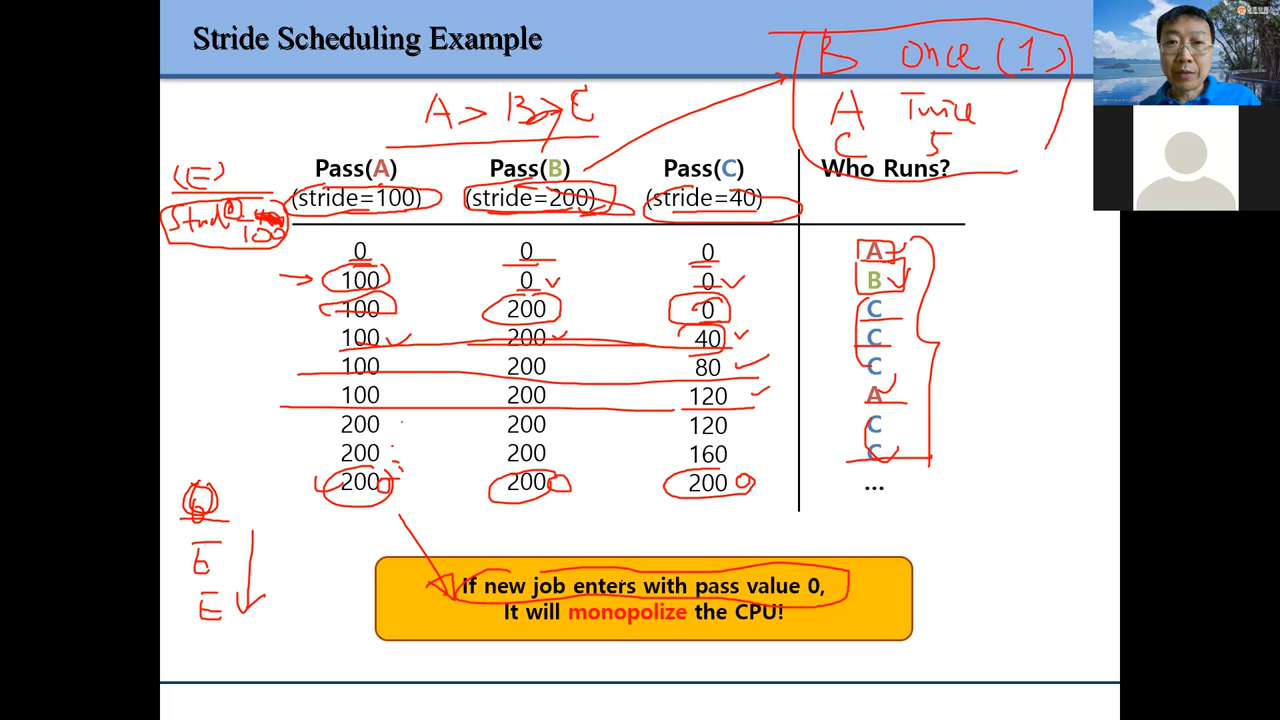 Stride Scheduling Example
B once (1)
A Twice
C 5
A > B > C
(E)
Pass(A) Pass(B) Pass(C) Who Runs?
(stride=100) (stride=200) (stride=40)
100
0 0 0 A
100 0 0 B
100 200 0 C
100 200 40 C
100 200 80 C
100 200 120 A
200 200 120 C
200 200 160 C
200 200 200 ...
0
E
E
If new job enters with pass value 0,
It will monopolize the CPU!